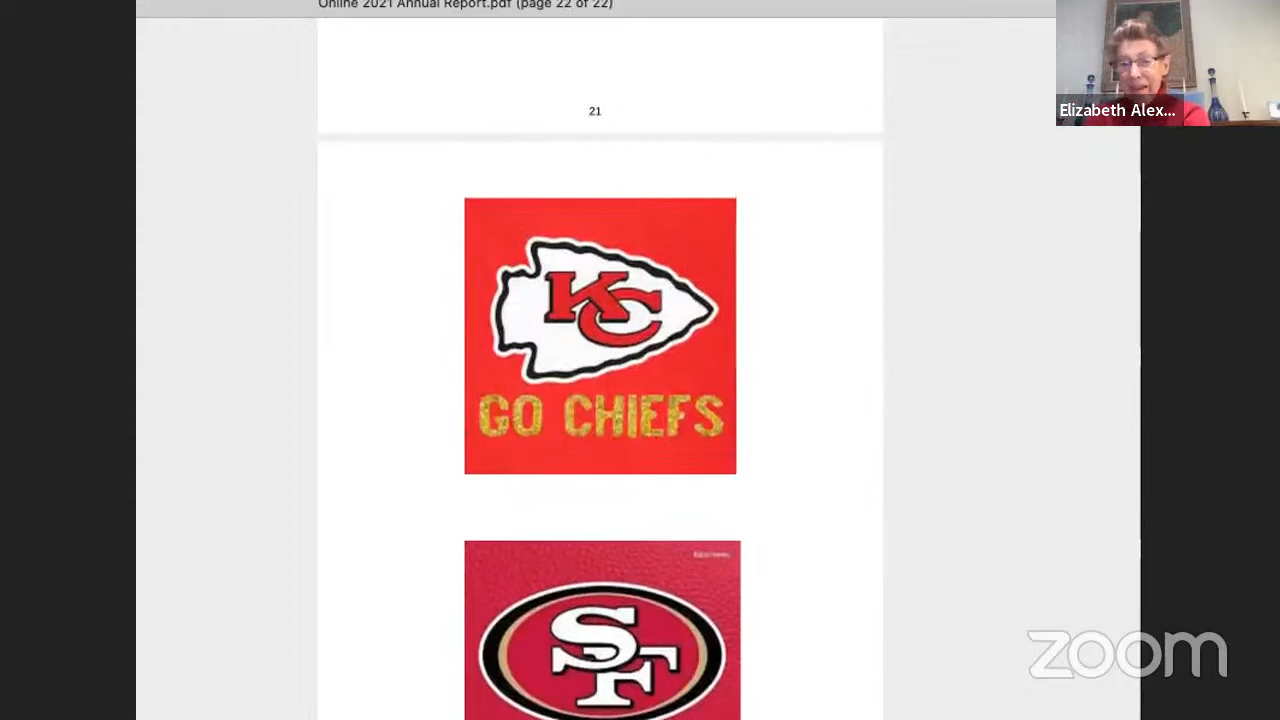 Online 2021 Annual Report.pdf (page 22 of 22)
Elizabeth Alex...
21
KC
GO CHIEFS
SF
zoom